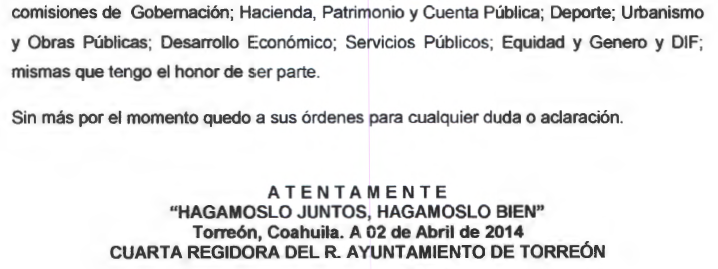 comisiones de Gobernación; Hacienda, Patrimonio y Cuenta Pública; Deporte; Urbanismo
y Obras Públicas; Desarrollo Económico; Servicios Públicos; Equidad y Genero y DIF;
mismas que tengo el honor de ser parte.
Sin más por el momento quedo a sus órdenes para cualquier duda o aclaración.
A T E N T A M E N T E
“HAGAMOSLO JUNTOS, HAGAMOSLO BIEN”
Torreón, Coahuila. A 02 de Abril de 2014
CUARTA REGIDORA DEL R. AYUNTAMIENTO DE TORREÓN